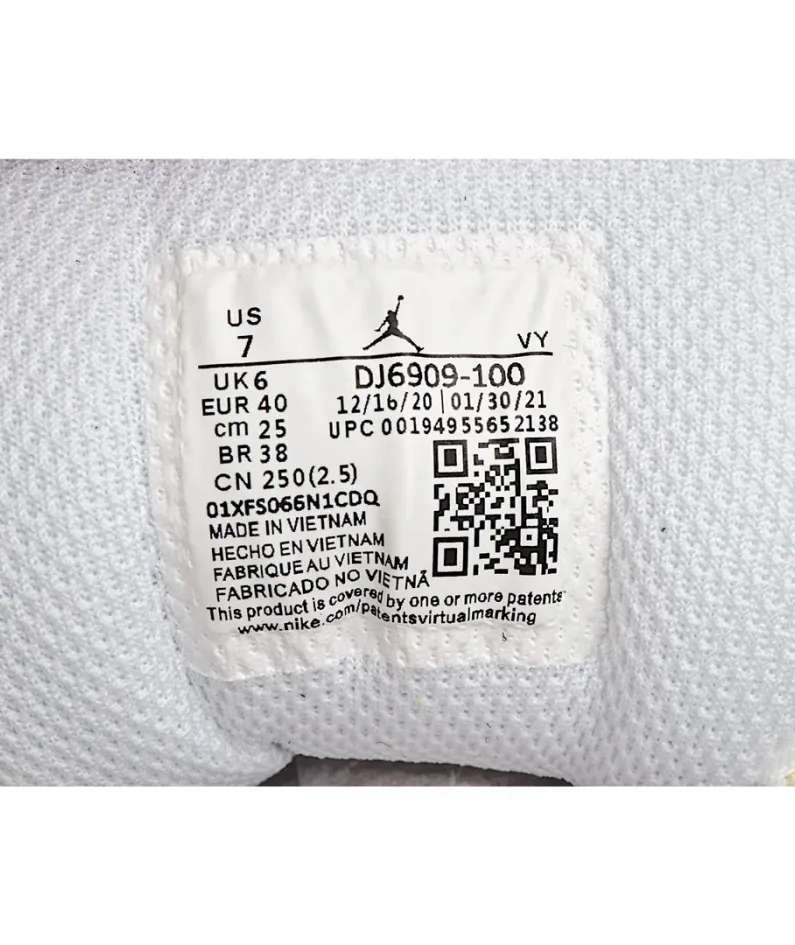 US
7
VY
UK 6
DJ6909-100
EUR 40
12/16/20 | 01/30/21
cm 25
UPC 00194955652138
BR 38
CN 250(2.5)
01XFS066N1CDQ
MADE IN VIETNAM
HECHO EN VIETNAM
FABRIQUE AU VIETNAM
FABRICADO NO VIETNÃ
This product is covered by one or more patents
www.nike.com/patentsvirtualmarking